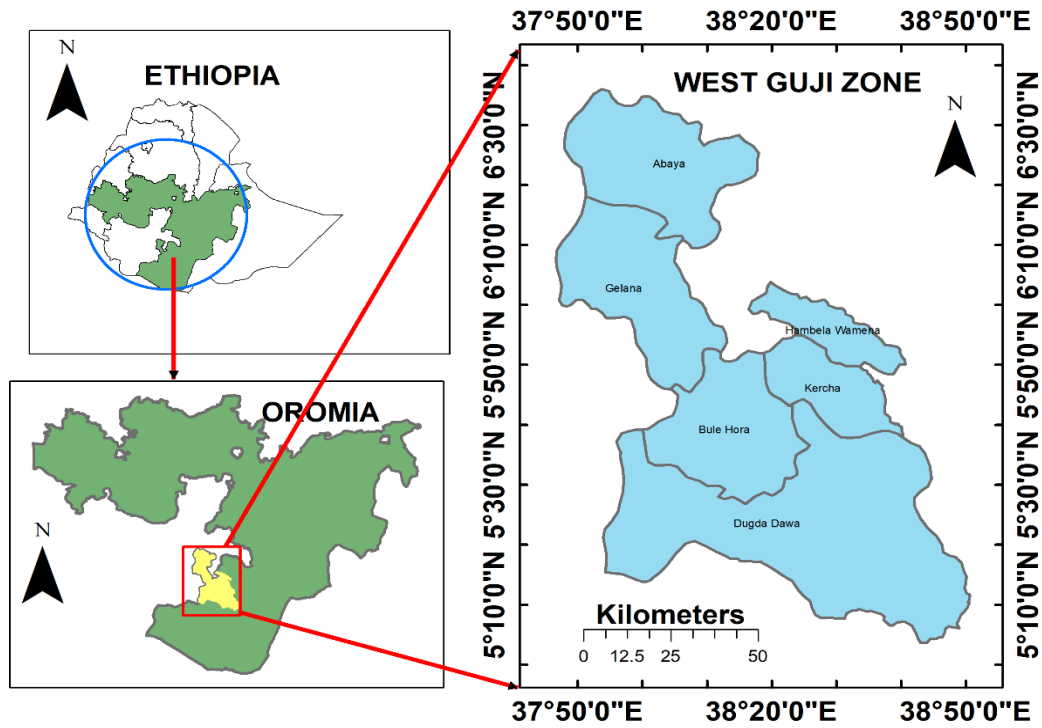 N
ETHIOPIA
N
OROMIA
37°50'0"E 38°20'0"E 38°50'0"E
WEST GUJI ZONE
N
Abaya
Gelana
Hambela Wamena
Kercha
Bule Hora
Dugda Dawa
Kilometers
0 12.5 25 50
6°30'0"N
6°10'0"N
5°50'0"N
5°30'0"N
5°10'0"N
6°30'0"N
6°10'0"N
5°50'0"N
5°30'0"N
5°10'0"N
37°50'0"E 38°20'0"E 38°50'0"E